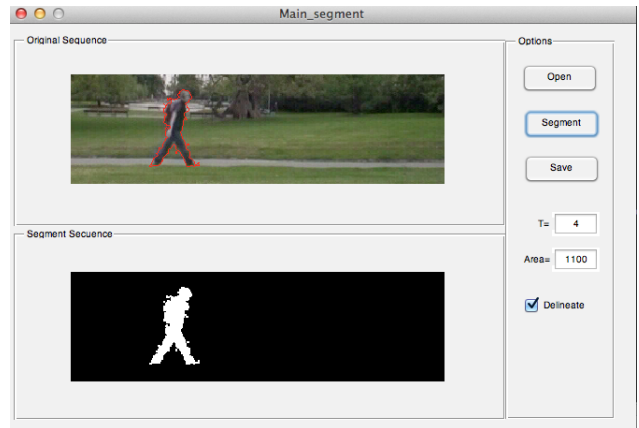 Main_segment
Original Sequence
Options
Open
Segment
Save
T= 4
Area= 1100
Delineate
Segment Secuence